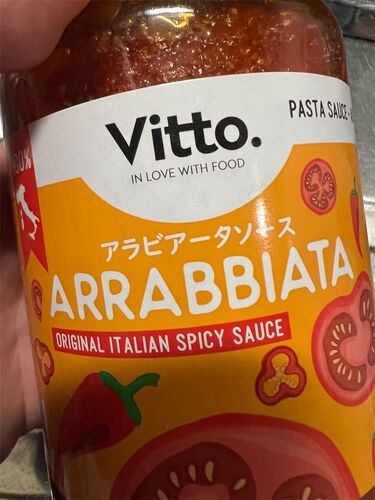 Vitto.
IN LOVE WITH FOOD
PASTA SAUCE
アラビアータソース
ARRABBIATA
ORIGINAL ITALIAN SPICY SAUCE